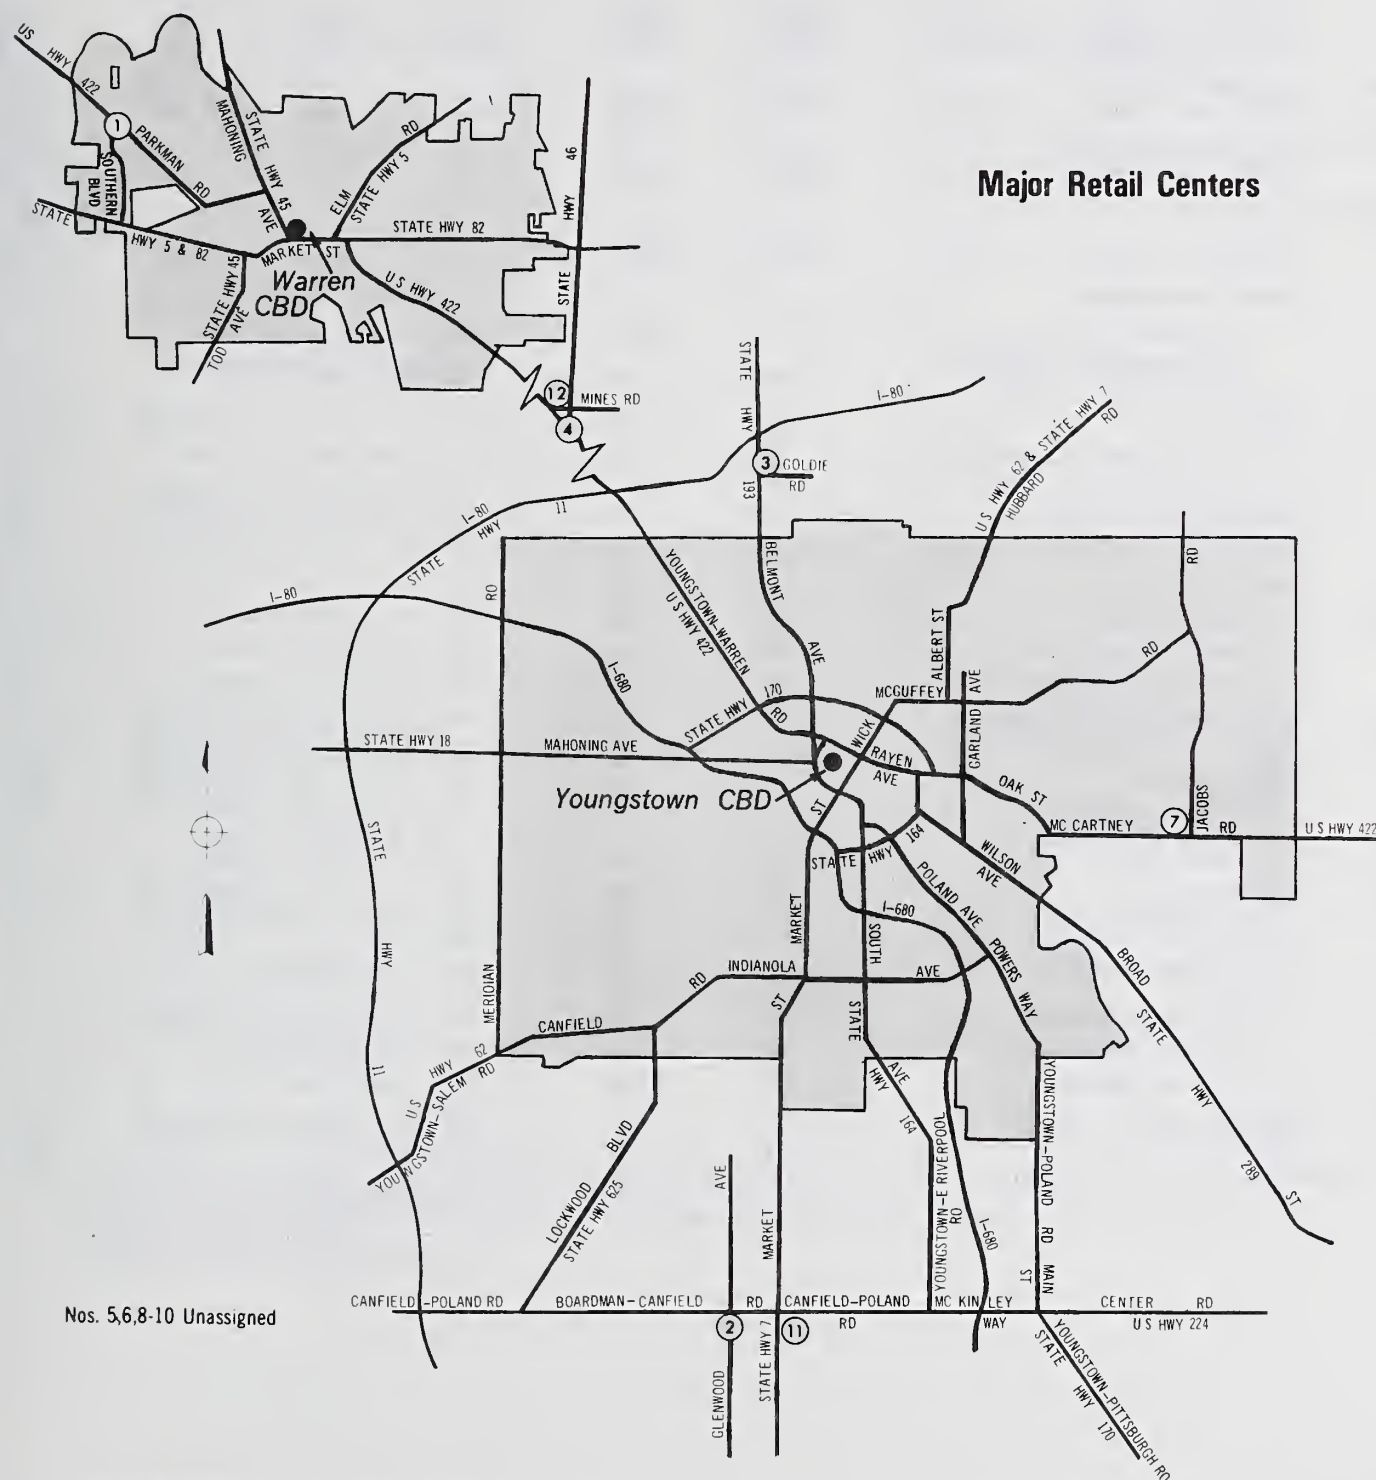 Major Retail Centers
US HWY 422
1
PARKMAN RD
SOUTHERN BLVD
MAHONING AVE
STATE HWY 45
ELM RD
STATE HWY 5
STATE HWY 82
STATE HWY 46
STATE HWY 5 & 82
MARKET ST
Warren
CBD
STATE HWY 45
TOD AVE
U S HWY 422
12
MINES RD
4
STATE HWY 193
I-80
3
GOLDIE
RD
U S HWY 62 & STATE HWY 7
HUBBARD RD
I-80
STATE HWY 11
I-80
MERIDIAN RD
YOUNGSTOWN-WARREN RD
U S HWY 422
BELMONT AVE
ALBERT ST
RD
I-680
STATE HWY 170
MCGUFFEY RD
GARLAND AVE
STATE HWY 18
MAHONING AVE
WICK
RAYEN
AVE
OAK ST
Youngstown CBD
ST
7
JACOBS
MC CARTNEY RD
U S HWY 422
STATE HWY 164
WILSON
AVE
STATE HWY 11
POLAND AVE
I-680
POWERS WAY
MARKET ST
SOUTH AVE
INDIANOLA AVE
RD
CANFIELD
BROAD ST
STATE HWY 289
U S HWY 62
YOUNGSTOWN-SALEM RD
STATE HWY 164
YOUNGSTOWN-POLAND RD
MAIN ST
YOUNGSTOWN-E RIVERPOOL
RD
I-680
LOCKWOOD BLVD
STATE HWY 625
AVE
MARKET
CANFIELD-POLAND RD
BOARDMAN-CANFIELD RD
CANFIELD-POLAND
RD
MC KINLEY
WAY
CENTER RD
U S HWY 224
Nos. 5,6,8-10 Unassigned
2
11
GLENWOOD
STATE HWY 7
YOUNGSTOWN-PITTSBURGH RD
STATE HWY 170